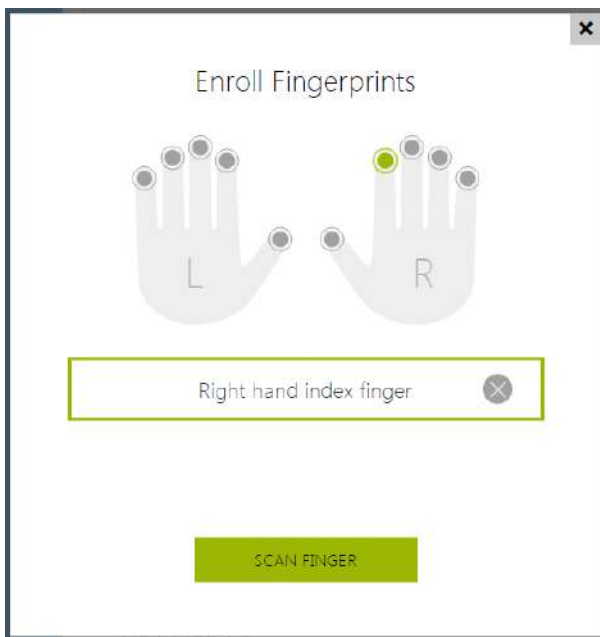 Enroll Fingerprints
L
R
Right hand index finger
SCAN FINGER